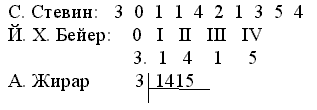 С. Стевин: 3 0 1 1 4 2 1 3 5 4
Й. Х. Бейер: 0 I II III IV
3. 1 4 1 5
А. Жирар 3 1415